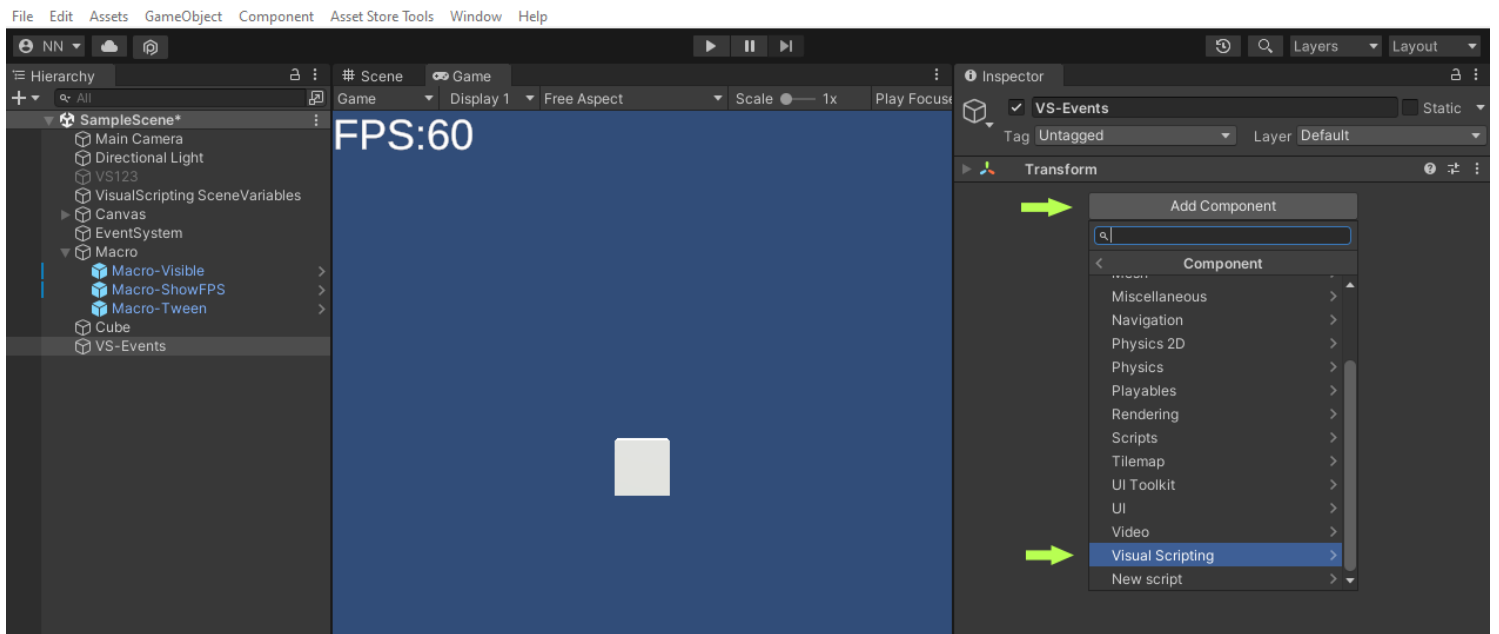 File Edit Assets GameObject Component Asset Store Tools Window Help
NN Layers Layout
Hierarchy
All
SampleScene*
Main Camera
Directional Light
VS123
VisualScripting SceneVariables
Canvas
EventSystem
Macro
Macro-Visible
Macro-ShowFPS
Macro-Tween
Cube
VS-Events
# Scene Game
Game Display 1 Free Aspect Scale 1x Play Focuse
FPS:60
Inspector
VS-Events Static
Tag Untagged Layer Default
Transform
Add Component
Component
Miscellaneous
Navigation
Physics 2D
Physics
Playables
Rendering
Scripts
Tilemap
UI Toolkit
UI
Video
Visual Scripting
New script